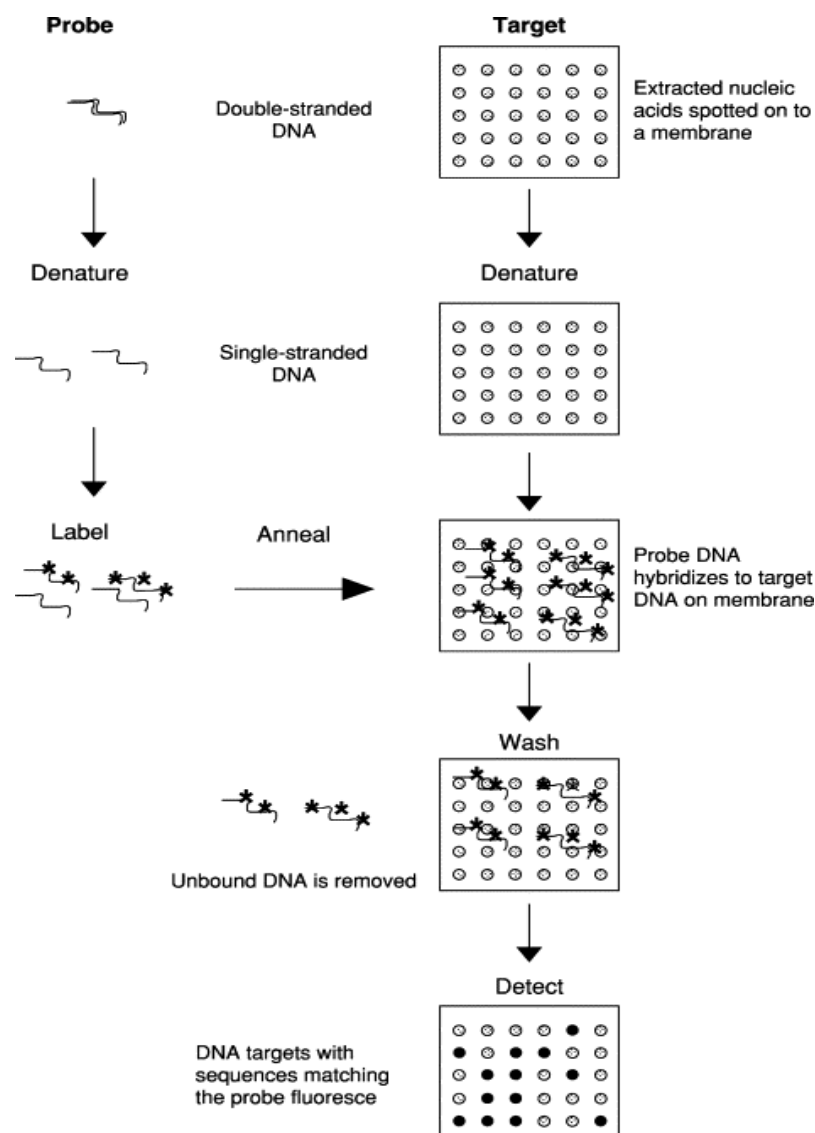 Probe
Target
Double-stranded
DNA
Extracted nucleic
acids spotted on to
a membrane
Denature
Denature
Single-stranded
DNA
Label
Anneal
Probe DNA
hybridizes to target
DNA on membrane
Wash
Unbound DNA is removed
Detect
DNA targets with
sequences matching
the probe fluoresce